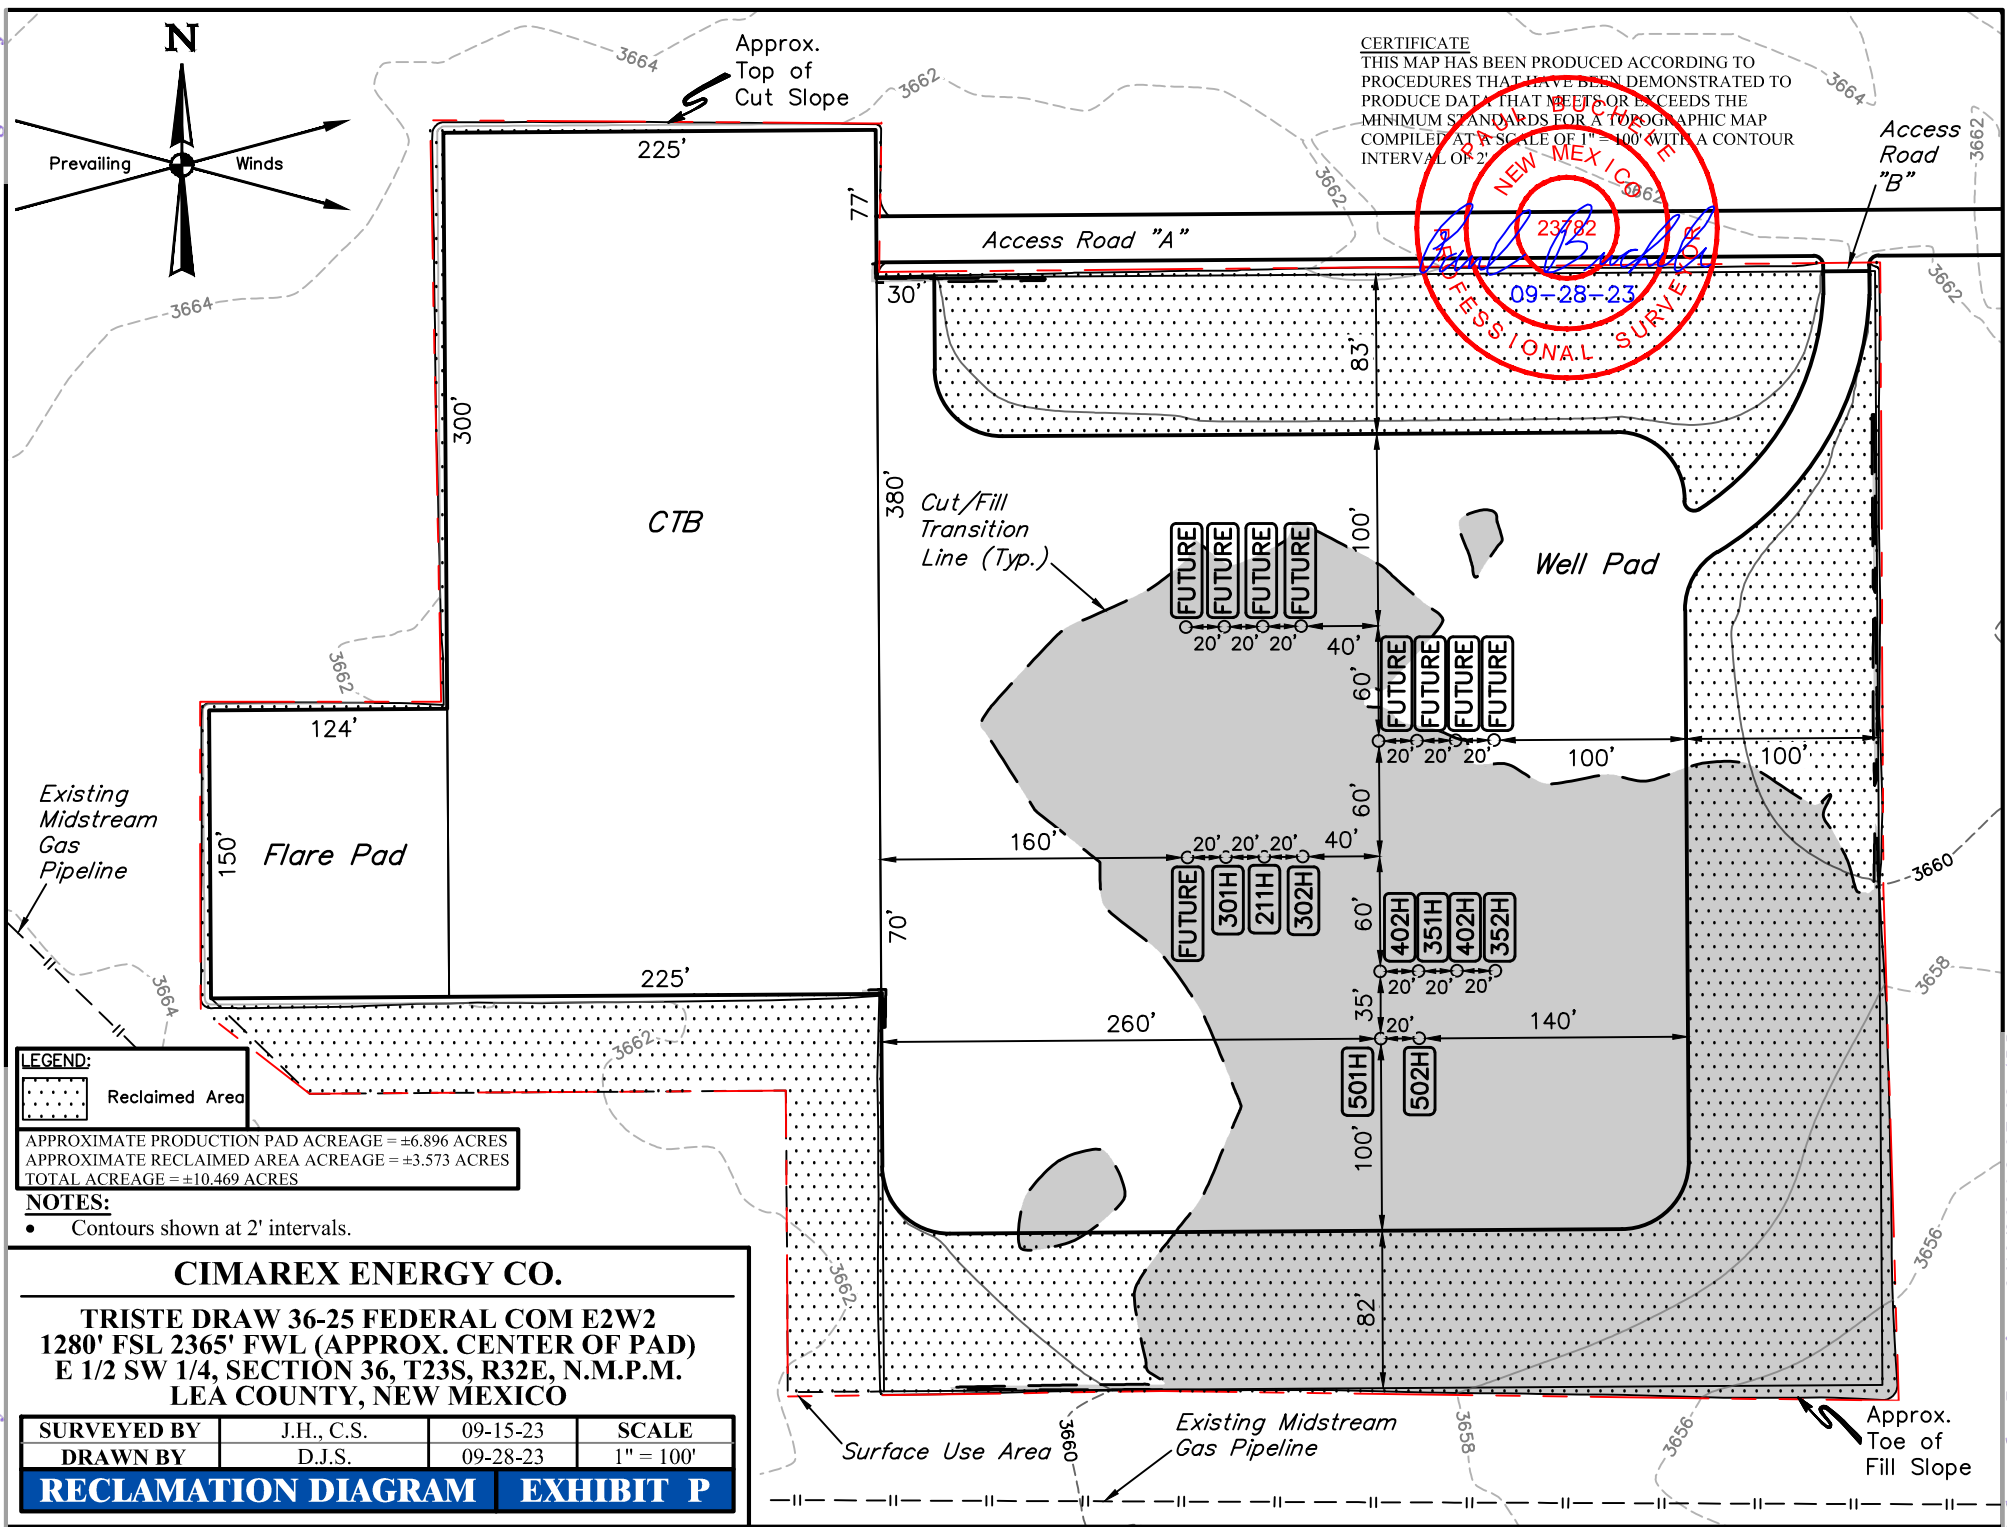 N
Prevailing
Winds
3664
Approx.
Top of
Cut Slope
3662
CERTIFICATE
THIS MAP HAS BEEN PRODUCED ACCORDING TO
PROCEDURES THAT HAVE BEEN DEMONSTRATED TO
PRODUCE DATA THAT MEETS OR EXCEEDS THE
MINIMUM STANDARDS FOR A TOPOGRAPHIC MAP
COMPILED AT A SCALE OF 1" = 100' WITH A CONTOUR
INTERVAL OF 2'
PAUL BUCHELE
NEW MEXICO
23782
PROFESSIONAL SURVEYOR
Paul Buchele
09-28-23
3664
3662
Access
Road
"B"
3662
3662
3662
225'
77'
Access Road "A"
30'
3664
83'
300'
380'
CTB
Cut/Fill
Transition
Line (Typ.)
100'
Well Pad
FUTURE
FUTURE
FUTURE
FUTURE
20'
20'
20'
40'
60'
FUTURE
FUTURE
FUTURE
FUTURE
20'
20'
20'
100'
100'
3662
124'
Existing
Midstream
Gas
Pipeline
150'
Flare Pad
60'
160'
20'
20'
20'
40'
FUTURE
301H
211H
302H
60'
402H
351H
402H
352H
20'
20'
20'
3660
70'
225'
3664
3658
35'
260'
20'
140'
501H
502H
3662
100'
LEGEND:
Reclaimed Area
APPROXIMATE PRODUCTION PAD ACREAGE = ±6.896 ACRES
APPROXIMATE RECLAIMED AREA ACREAGE = ±3.573 ACRES
TOTAL ACREAGE = ±10.469 ACRES
NOTES:
• Contours shown at 2' intervals.
3656
3662
82'
CIMAREX ENERGY CO.
TRISTE DRAW 36-25 FEDERAL COM E2W2
1280' FSL 2365' FWL (APPROX. CENTER OF PAD)
E 1/2 SW 1/4, SECTION 36, T23S, R32E, N.M.P.M.
LEA COUNTY, NEW MEXICO
SURVEYED BY J.H., C.S. 09-15-23 SCALE
DRAWN BY D.J.S. 09-28-23 1" = 100'
RECLAMATION DIAGRAM EXHIBIT P
Surface Use Area
3660
Existing Midstream
Gas Pipeline
3658
3656
Approx.
Toe of
Fill Slope